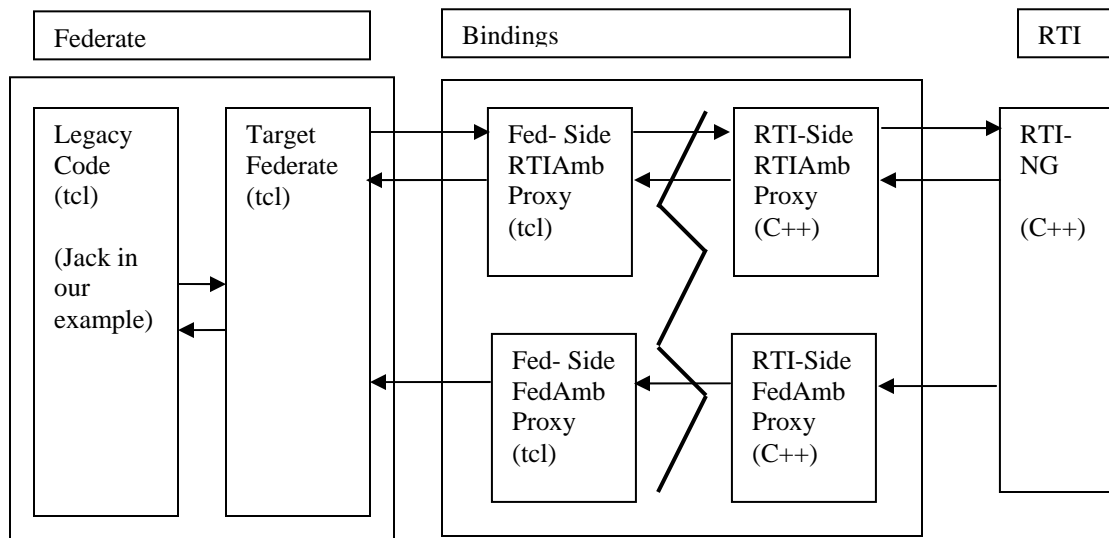 Federate
Bindings
RTI
Legacy
Code
(tcl)
(Jack in
our
example)
Target
Federate
(tcl)
Fed- Side
RTIAmb
Proxy
(tcl)
RTI-Side
RTIAmb
Proxy
(C++)
RTI-
NG
(C++)
Fed- Side
FedAmb
Proxy
(tcl)
RTI-Side
FedAmb
Proxy
(C++)